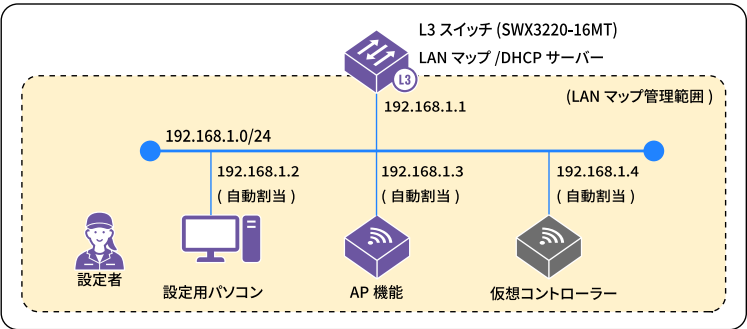 L3 スイッチ (SWX3220-16MT)
LAN マップ /DHCP サーバー
L3
(LAN マップ管理範囲 )
192.168.1.1
192.168.1.0/24
192.168.1.2
( 自動割当 )
192.168.1.3
( 自動割当 )
192.168.1.4
( 自動割当 )
設定者
設定用パソコン
AP 機能
仮想コントローラー